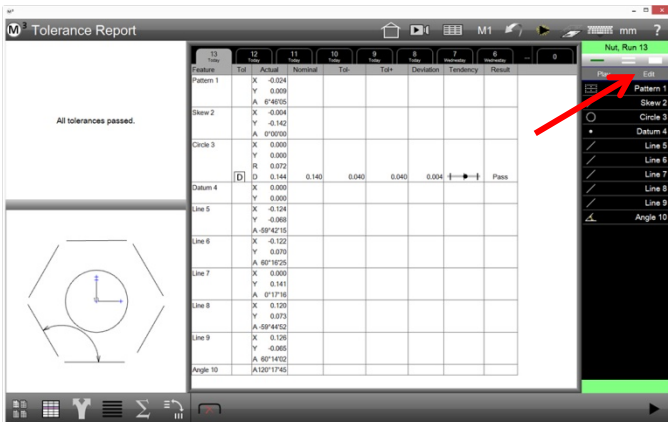 M³
M³ Tolerance Report
M1
mm
?
Nut, Run 13
Edit
All tolerances passed.
13 Today
12 Today
11 Today
10 Today
9 Today
8 Today
7 Wednesday
6 Wednesday
...
0
Feature Tol Actual Nominal Tol- Tol+ Deviation Tendency Result
Pattern 1 X -0.024
Y 0.009
A 6°46'05
Skew 2 X -0.004
Y -0.142
A 0°00'00
Circle 3 X 0.000
Y 0.000
R 0.072
D D 0.144 0.140 0.040 0.040 0.004 Pass
Datum 4 X 0.000
Y 0.000
Line 5 X -0.124
Y -0.068
A -59°42'15
Line 6 X -0.122
Y 0.070
A 60°16'25
Line 7 X 0.000
Y 0.141
A 0°17'16
Line 8 X 0.120
Y 0.073
A -59°44'52
Line 9 X 0.126
Y -0.065
A 60°14'02
Angle 10 A 120°17'45
Pattern 1
Skew 2
Circle 3
Datum 4
Line 5
Line 6
Line 7
Line 8
Line 9
Angle 10